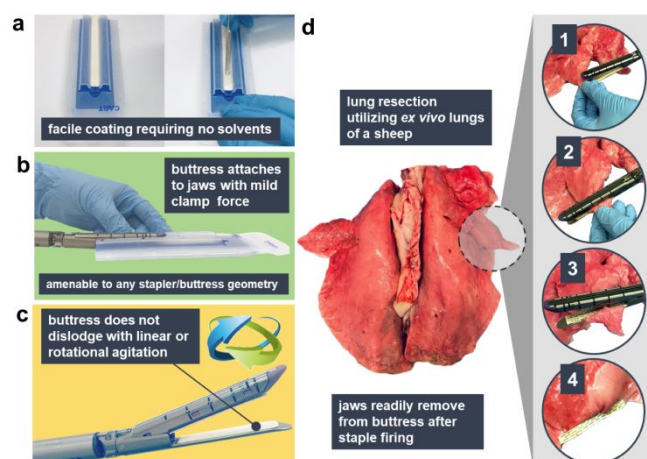 a
CART
facile coating requiring no solvents
b
buttress attaches
to jaws with mild
clamp force
amenable to any stapler/buttress geometry
c
buttress does not
dislodge with linear or
rotational agitation
d
lung resection
utilizing ex vivo lungs
of a sheep
jaws readily remove
from buttress after
staple firing
1
2
3
4